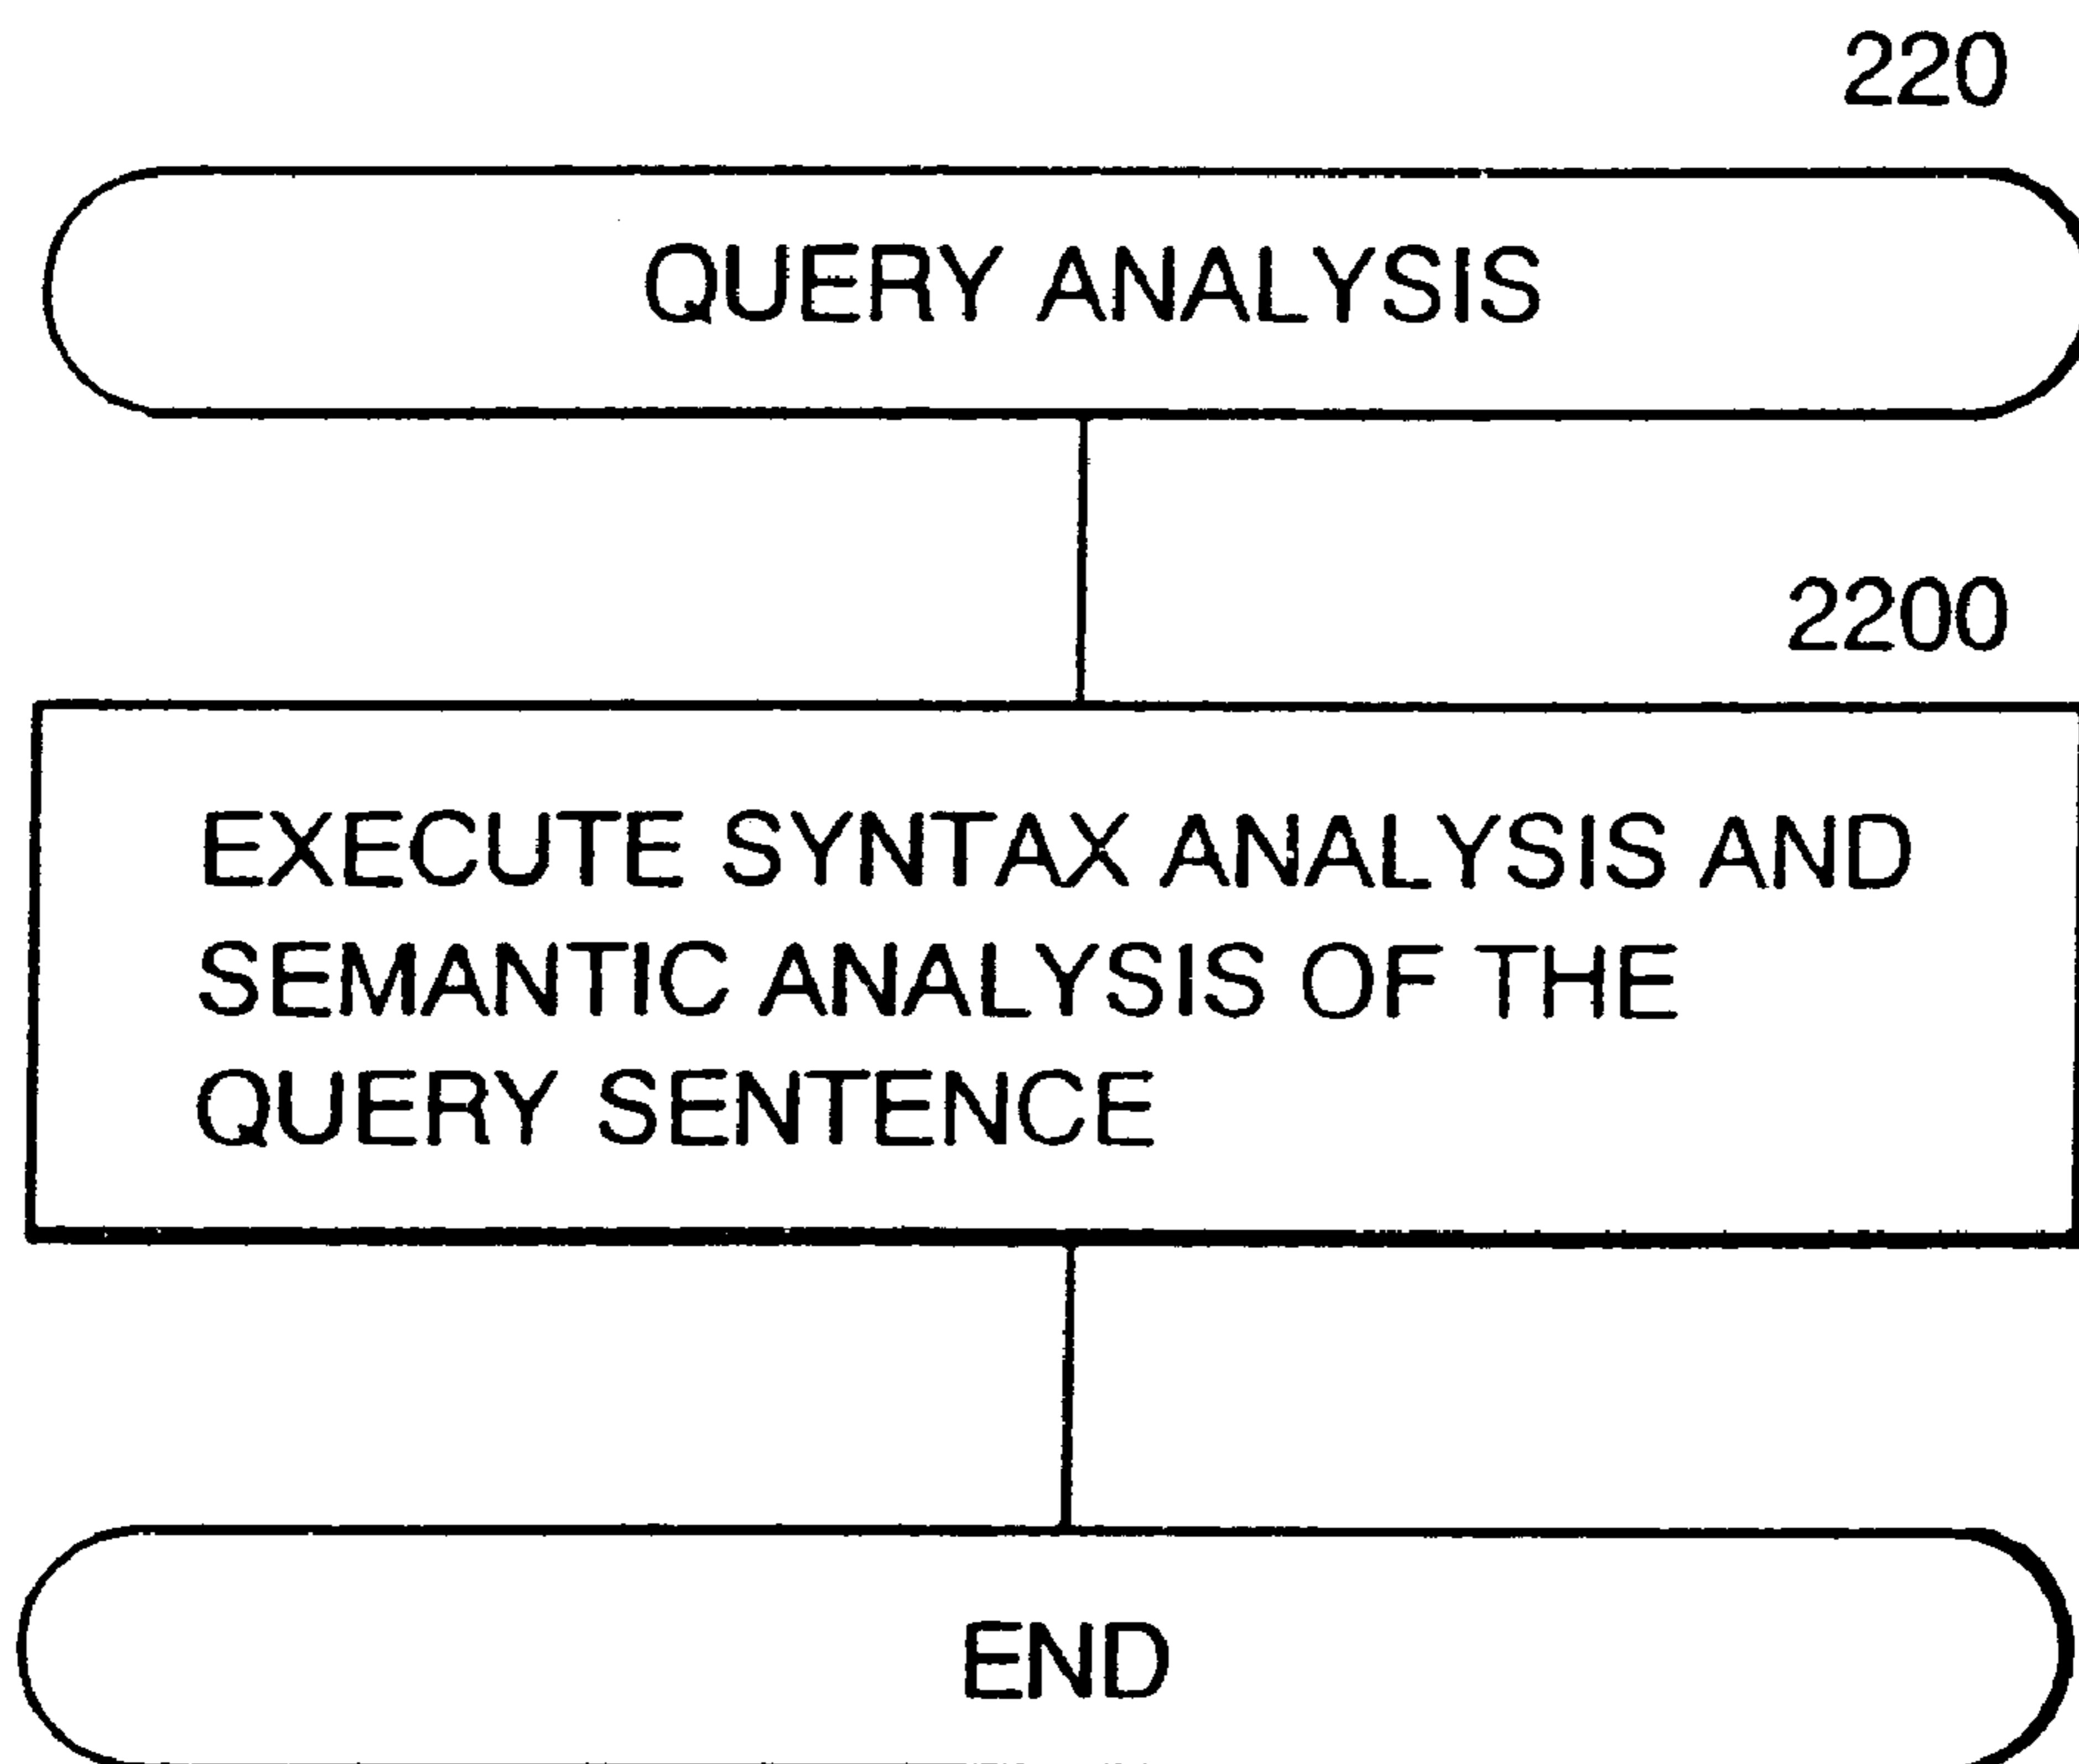 220
QUERY ANALYSIS
2200
EXECUTE SYNTAX ANALYSIS AND
SEMANTIC ANALYSIS OF THE
QUERY SENTENCE
END